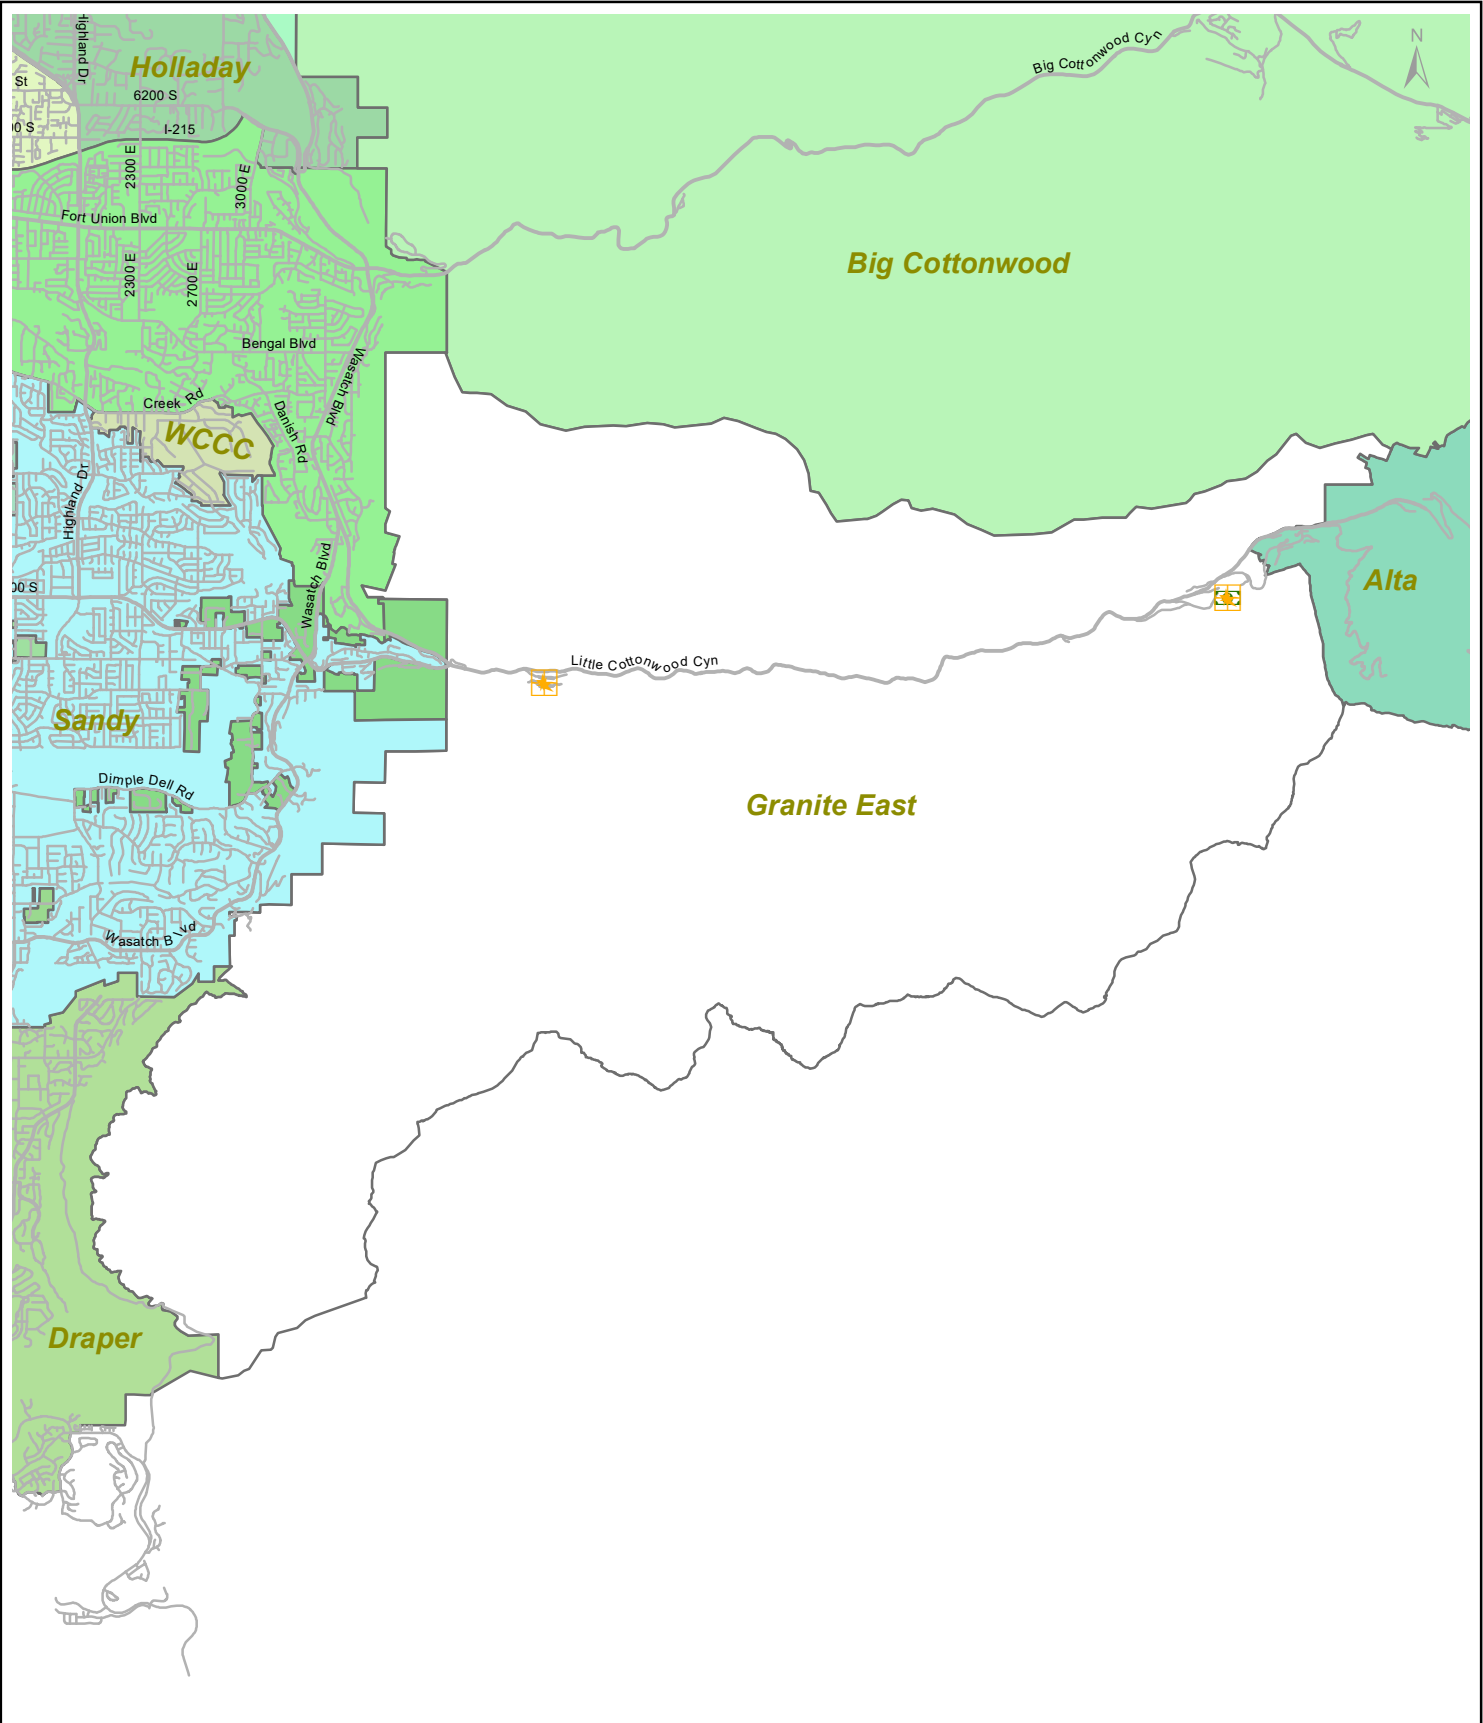 Highland Dr
Holladay
Big Cottonwood Cyn
N
St
6200 S
I-215
2300 E
3000 E
Fort Union Blvd
2300 E
2700 E
Big Cottonwood
Bengal Blvd
Wasatch Blvd
Creek Rd
Danish Rd
WCCC
Highland Dr
Wasatch Blvd
00 S
Alta
Little Cottonwood Cyn
Sandy
Dimple Dell Rd
Granite East
Wasatch Blvd
Draper